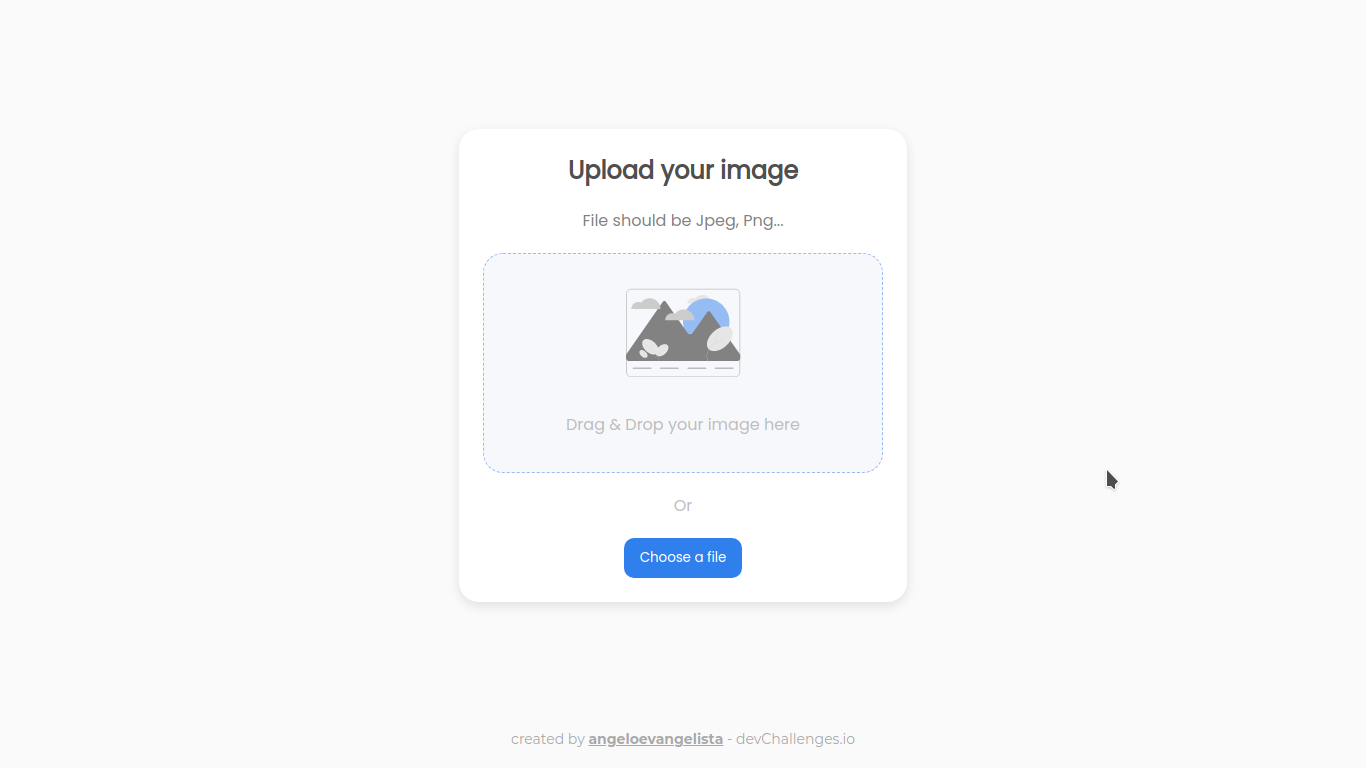 Upload your image
File should be Jpeg, Png...
Drag & Drop your image here
Or
Choose a file
created by angeloevangelista - devChallenges.io